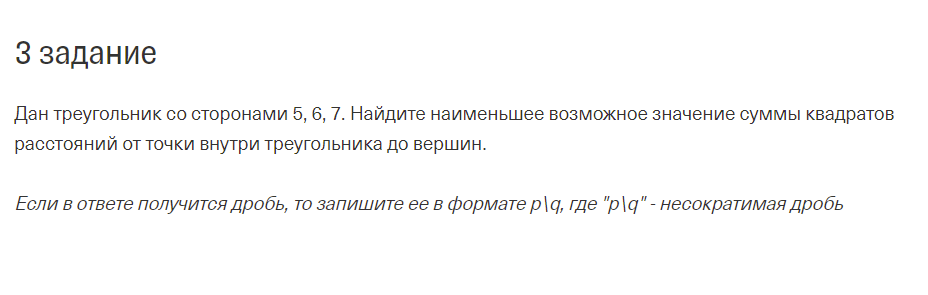 3 задание
Дан треугольник со сторонами 5, 6, 7. Найдите наименьшее возможное значение суммы квадратов
расстояний от точки внутри треугольника до вершин.
Если в ответе получится дробь, то запишите ее в формате p\q, где "p\q" - несократимая дробь